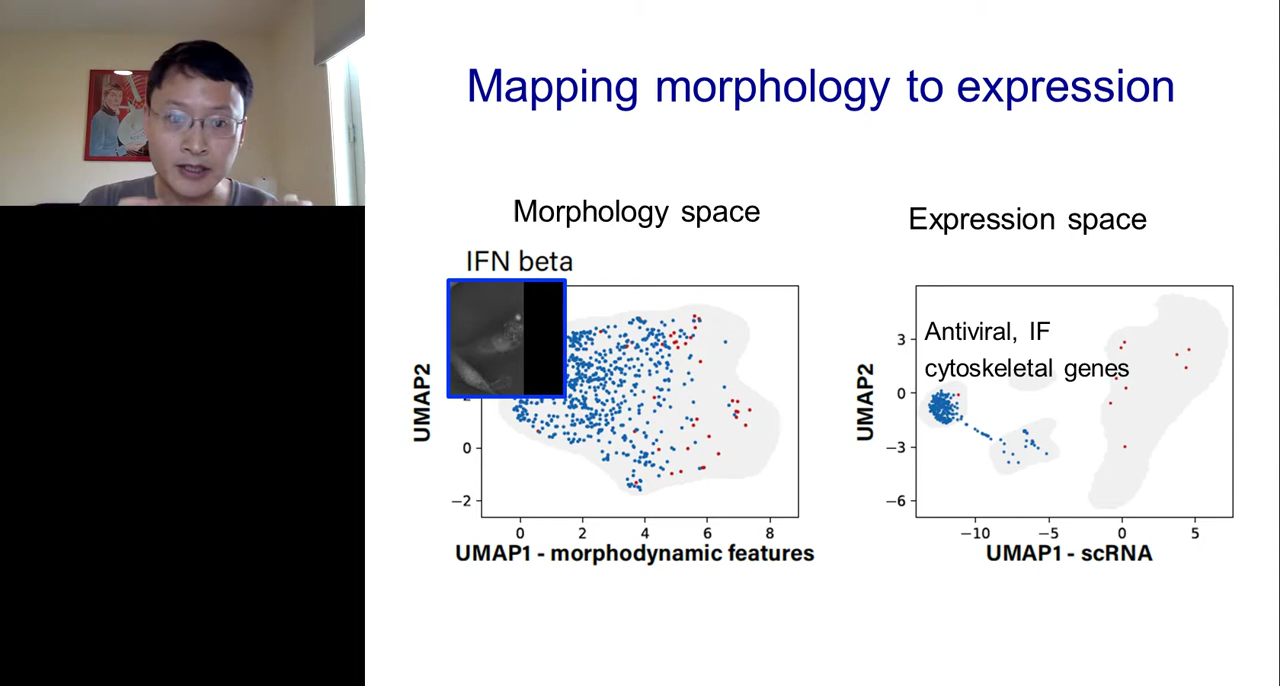 Mapping morphology to expression
Morphology space
Expression space
IFN beta
Antiviral, IF
cytoskeletal genes
UMAP2
0
−2
0 2 4 6 8
UMAP1 - morphodynamic features
UMAP2
3
0
−3
−6
−10 −5 0 5
UMAP1 - scRNA